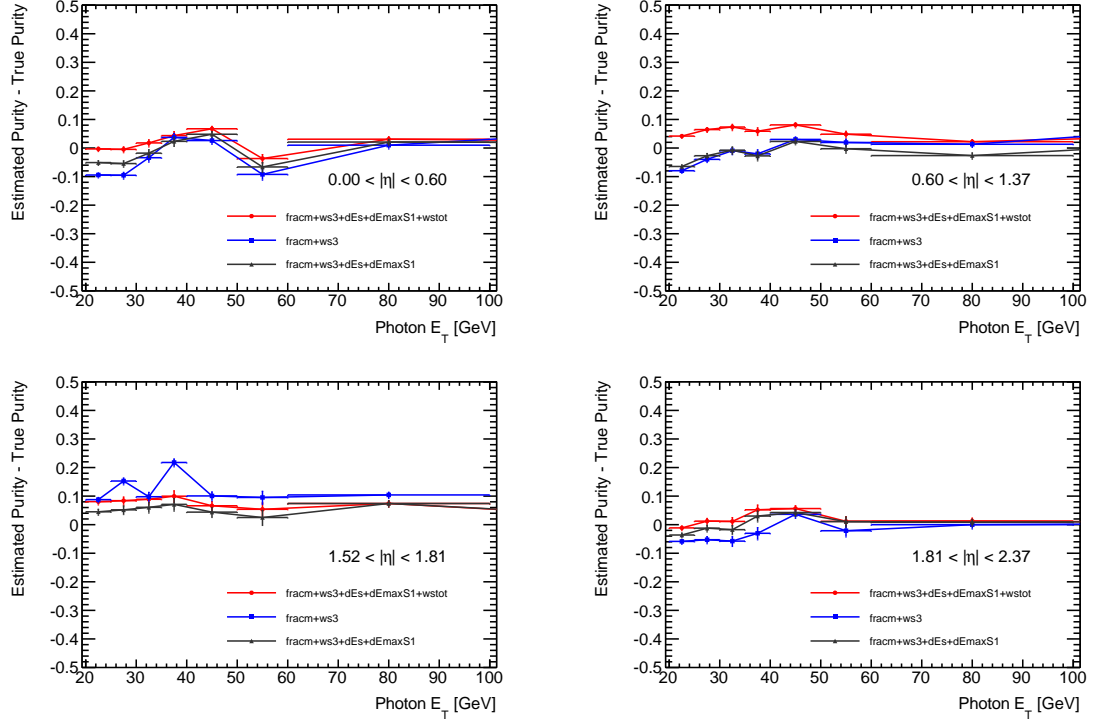 Estimated Purity - True Purity
0.5
0.4
0.3
0.2
0.1
0
-0.1
-0.2
-0.3
-0.4
-0.5
0.00 < |η| < 0.60
fracm+ws3+dEs+dEmaxS1+wstot
fracm+ws3
fracm+ws3+dEs+dEmaxS1
20 30 40 50 60 70 80 90 100
Photon E_T [GeV]
Estimated Purity - True Purity
0.5
0.4
0.3
0.2
0.1
0
-0.1
-0.2
-0.3
-0.4
-0.5
0.60 < |η| < 1.37
fracm+ws3+dEs+dEmaxS1+wstot
fracm+ws3
fracm+ws3+dEs+dEmaxS1
20 30 40 50 60 70 80 90 100
Photon E_T [GeV]
Estimated Purity - True Purity
0.5
0.4
0.3
0.2
0.1
0
-0.1
-0.2
-0.3
-0.4
-0.5
1.52 < |η| < 1.81
fracm+ws3+dEs+dEmaxS1+wstot
fracm+ws3
fracm+ws3+dEs+dEmaxS1
20 30 40 50 60 70 80 90 100
Photon E_T [GeV]
Estimated Purity - True Purity
0.5
0.4
0.3
0.2
0.1
0
-0.1
-0.2
-0.3
-0.4
-0.5
1.81 < |η| < 2.37
fracm+ws3+dEs+dEmaxS1+wstot
fracm+ws3
fracm+ws3+dEs+dEmaxS1
20 30 40 50 60 70 80 90 100
Photon E_T [GeV]